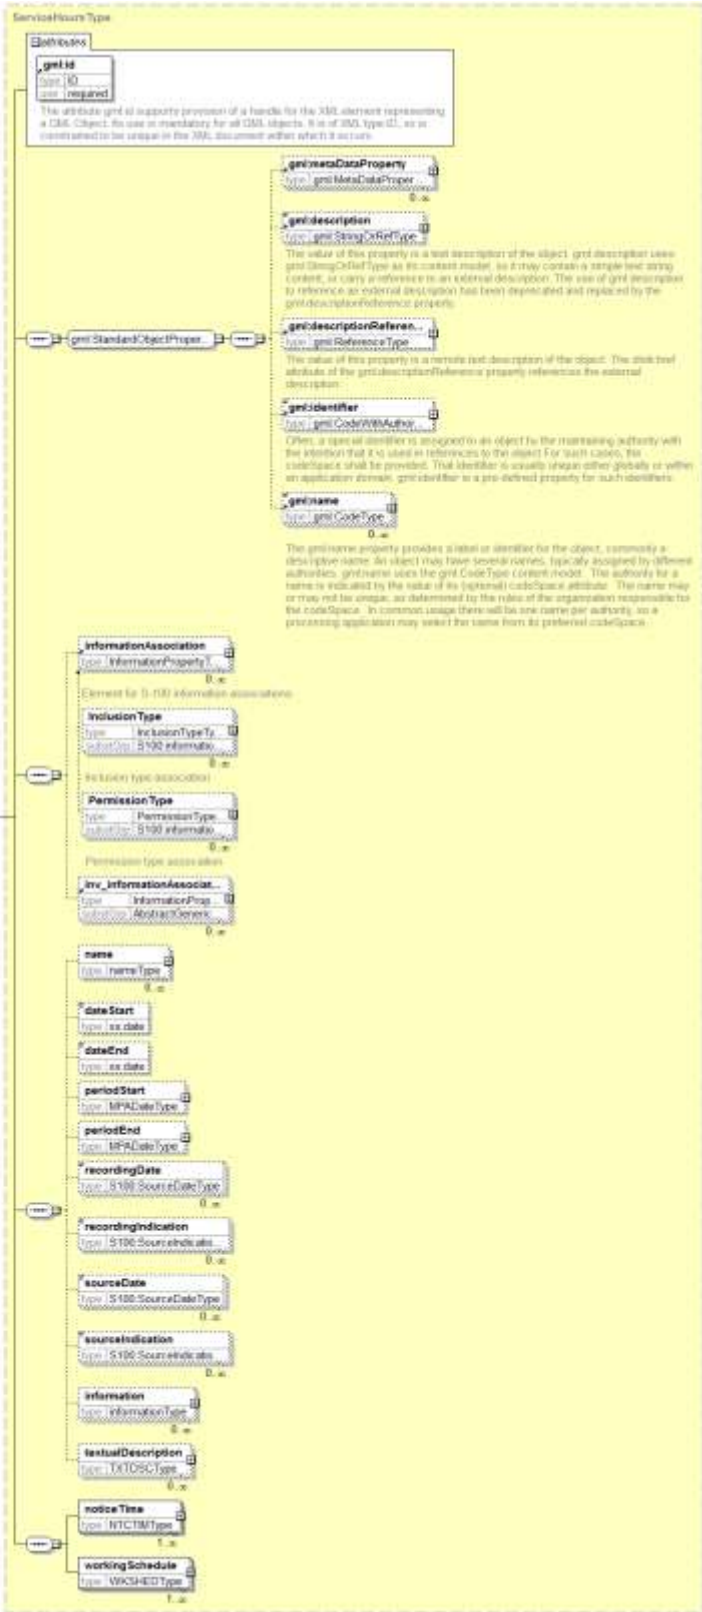 ServiceHoursType
attributes
gml:id
type ID
use required
The attribute gml:id supports provision of a handle for the XML element representing
a GML Object. Its use is mandatory for all GML objects. It is of XML type ID, so is
constrained to be unique in the XML document within which it occurs.
gml:metaDataProperty
type gml:MetaDataProper...
0..∞
gml:description
type gml:StringOrRefType
The value of this property is a text description of the object. gml:description uses
gml:StringOrRefType as its content model, so it may contain a simple text string
content, or carry a reference to an external description. The use of gml:description
to reference an external description has been deprecated and replaced by the
gml:descriptionReference property.
gml:StandardObjectProper...
gml:descriptionReferen...
type gml:ReferenceType
The value of this property is a remote text description of the object. The xlink:href
attribute of the gml:descriptionReference property references the external
description.
gml:identifier
type gml:CodeWithAuthor...
Often, a special identifier is assigned to an object by the maintaining authority with
the intention that it is used in references to the object For such cases, the
codeSpace shall be provided. That identifier is usually unique either globally or within
an application domain. gml:identifier is a pre-defined property for such identifiers.
gml:name
type gml:CodeType
0..∞
The gml:name property provides a label or identifier for the object, commonly a
descriptive name. An object may have several names, typically assigned by different
authorities. gml:name uses the gml:CodeType content model. The authority for a
name is indicated by the value of its (optional) codeSpace attribute. The name may
or may not be unique, as determined by the rules of the organization responsible for
the codeSpace. In common usage there will be one name per authority, so a
processing application may select the name from its preferred codeSpace.
informationAssociation
type InformationPropertyT...
0..∞
Element for S-100 information associations
InclusionType
type InclusionTypeTy...
substGrp S100:informatio...
0..∞
Inclusion type association
PermissionType
type PermissionType...
substGrp S100:informatio...
0..∞
Permission type association
inv_informationAssociat...
type InformationProp...
substGrp AbstractGeneric...
0..∞
name
type nameType
0..∞
dateStart
type xs:date
dateEnd
type xs:date
periodStart
type MPADateType
periodEnd
type MPADateType
recordingDate
type S100:SourceDateType
0..∞
recordingIndication
type S100:SourceIndicatio...
0..∞
sourceDate
type S100:SourceDateType
0..∞
sourceIndication
type S100:SourceIndicatio...
0..∞
information
type informationType
0..∞
textualDescription
type TXTDSCType
0..∞
noticeTime
type NTCTIMType
1..∞
workingSchedule
type WKSHEDType
1..∞